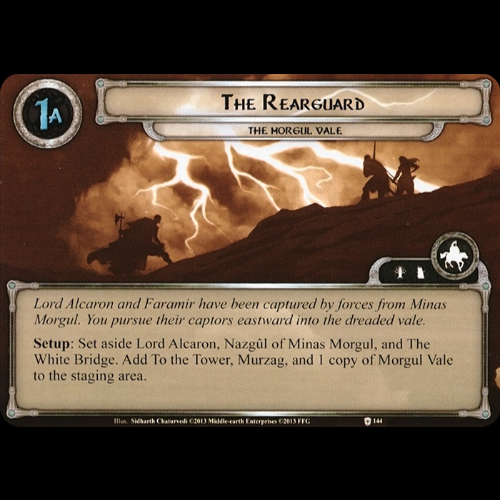 1A
The Rearguard
The Morgul Vale
Lord Alcaron and Faramir have been captured by forces from Minas
Morgul. You pursue their captors eastward into the dreaded vale.
Setup: Set aside Lord Alcaron, Nazgûl of Minas Morgul, and The
White Bridge. Add To the Tower, Murzag, and 1 copy of Morgul Vale
to the staging area.
Illus. Sidharth Chaturvedi ©2013 Middle-earth Enterprises ©2013 FFG 144